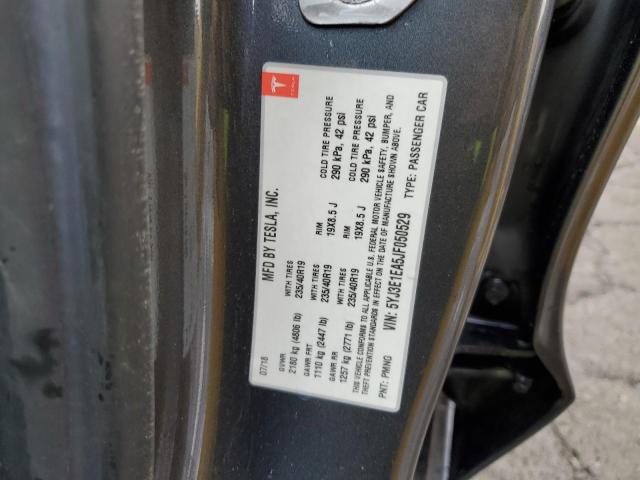 TESLA
MFD BY TESLA, INC.
07/18
GVWR WITH TIRES RIM COLD TIRE PRESSURE
2180 kg (4806 lb) 235/40R19 19X8.5 J 290 kPa, 42 psi
GAWR FRT WITH TIRES RIM COLD TIRE PRESSURE
1110 kg (2447 lb) 235/40R19 19X8.5 J 290 kPa, 42 psi
GAWR RR WITH TIRES
1257 kg (2771 lb) 235/40R19
THIS VEHICLE CONFORMS TO ALL APPLICABLE U.S. FEDERAL MOTOR VEHICLE SAFETY, BUMPER, AND
THEFT PREVENTION STANDARDS IN EFFECT ON THE DATE OF MANUFACTURE SHOWN ABOVE.
VIN: 5YJ3E1EA5JF050529 TYPE: PASSENGER CAR
PNT: PMNG